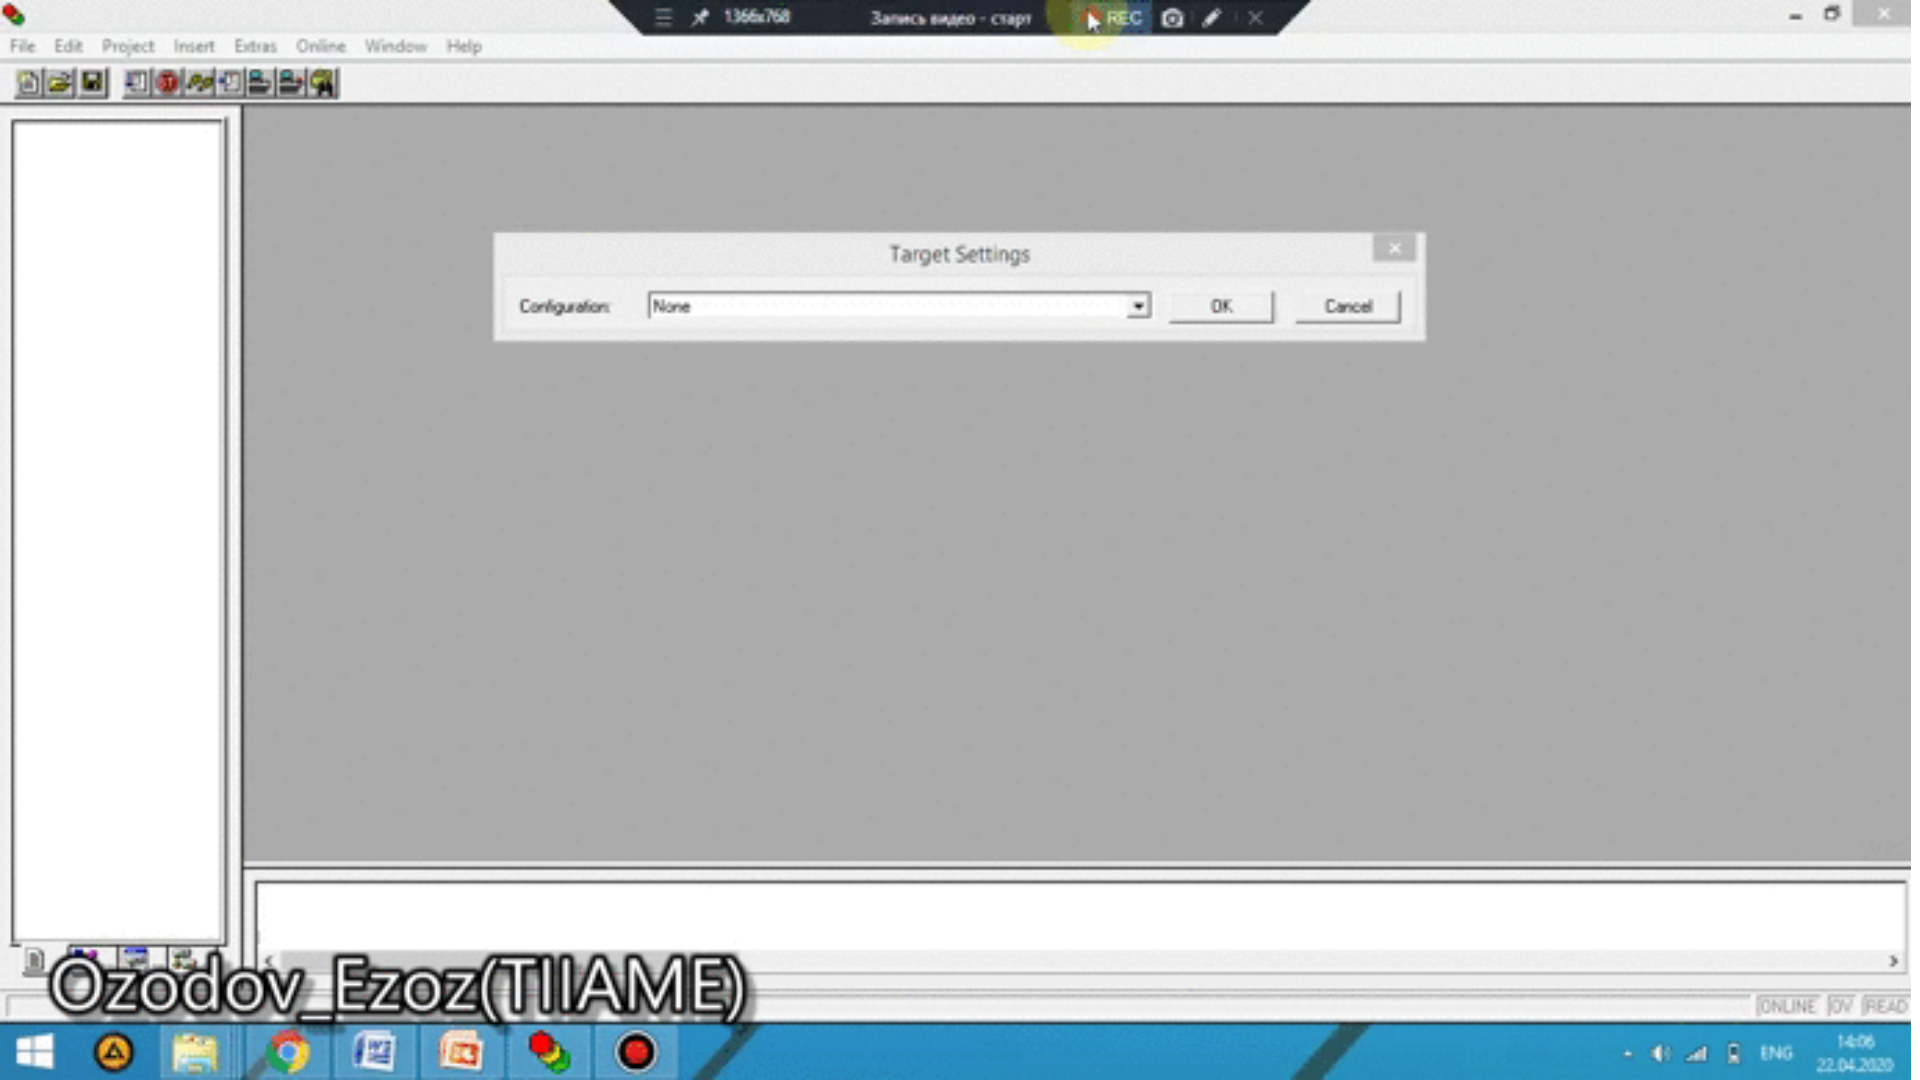 1366x768 Запись видео - старт REC
File Edit Project Insert Extras Online Window Help
Target Settings
Configuration: None OK Cancel
Ozodov_Ezoz(TIIAME)
ONLINE OV READ
ENG 14:06
22.04.2020